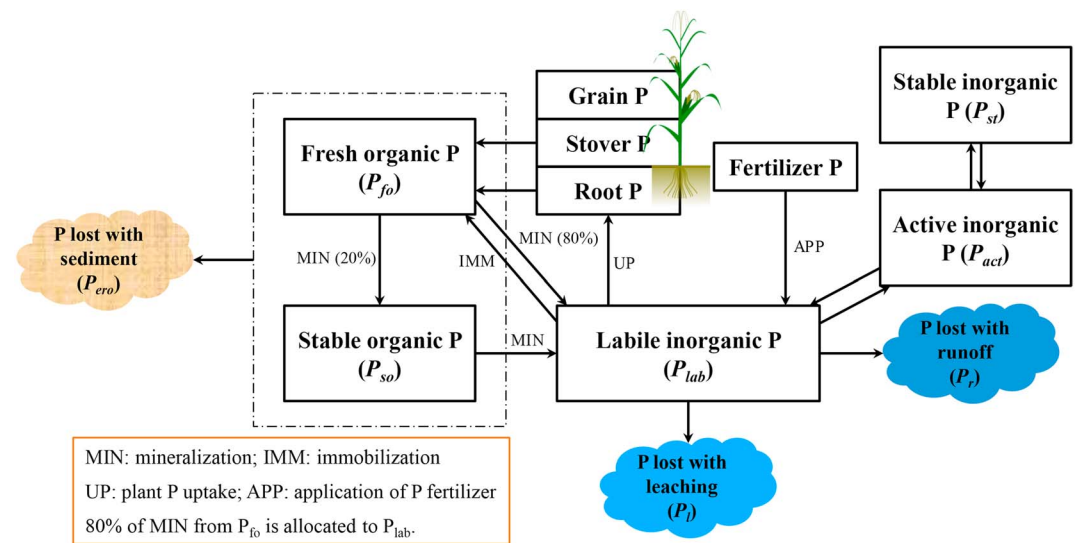 Grain P
Stover P
Root P
Fertilizer P
Stable inorganic
P (Pst)
Active inorganic
P (Pact)
Fresh organic P
(Pfo)
P lost with
sediment
(Pero)
MIN (20%)
IMM
MIN (80%)
UP
APP
Stable organic P
(Pso)
MIN
Labile inorganic P
(Plab)
P lost with
runoff
(Pr)
P lost with
leaching
(Pl)
MIN: mineralization; IMM: immobilization
UP: plant P uptake; APP: application of P fertilizer
80% of MIN from Pfo is allocated to Plab.